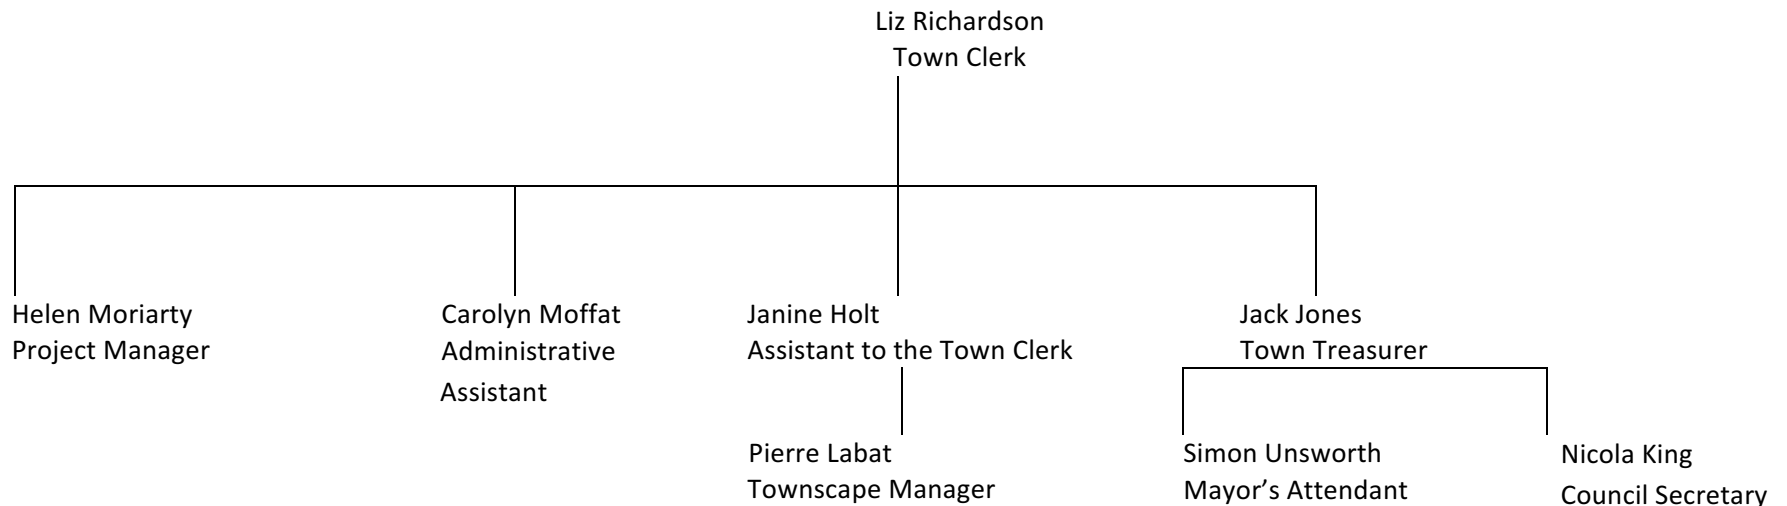 Liz Richardson
Town Clerk
Helen Moriarty
Project Manager
Carolyn Moffat
Administrative
Assistant
Janine Holt
Assistant to the Town Clerk
Jack Jones
Town Treasurer
Pierre Labat
Townscape Manager
Simon Unsworth
Mayor’s Attendant
Nicola King
Council Secretary